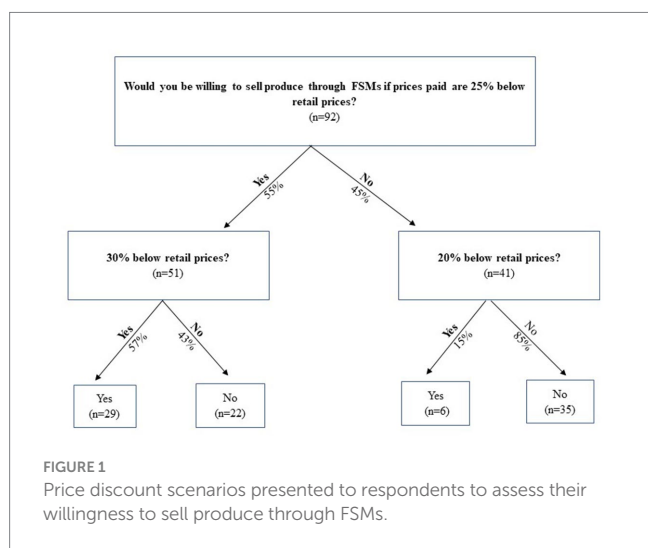 Would you be willing to sell produce through FSMs if prices paid are 25% below
retail prices?
(n=92)
Yes
55%
No
45%
30% below retail prices?
(n=51)
20% below retail prices?
(n=41)
Yes
57%
No
43%
Yes
15%
No
85%
Yes
(n=29)
No
(n=22)
Yes
(n=6)
No
(n=35)
FIGURE 1
Price discount scenarios presented to respondents to assess their
willingness to sell produce through FSMs.